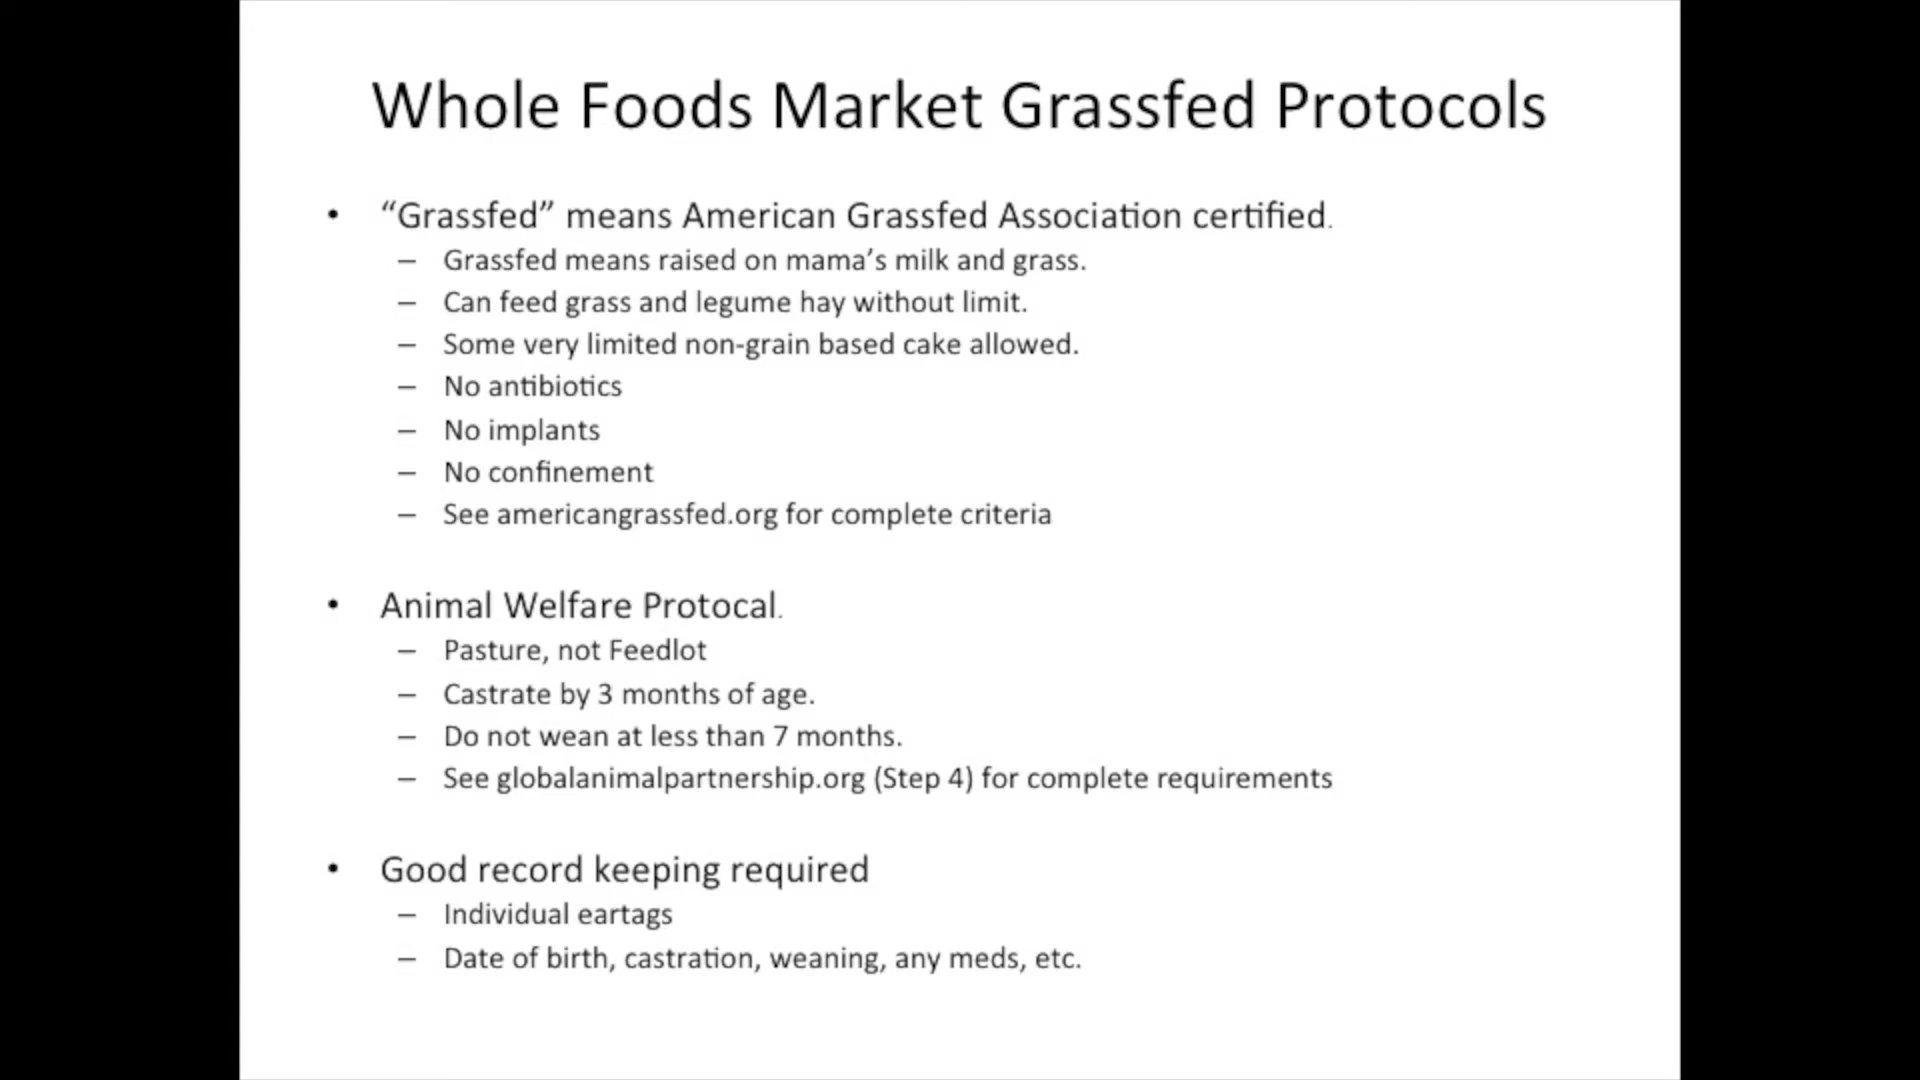 Whole Foods Market Grassfed Protocols
• “Grassfed” means American Grassfed Association certified.
– Grassfed means raised on mama’s milk and grass.
– Can feed grass and legume hay without limit.
– Some very limited non-grain based cake allowed.
– No antibiotics
– No implants
– No confinement
– See americangrassfed.org for complete criteria
• Animal Welfare Protocal.
– Pasture, not Feedlot
– Castrate by 3 months of age.
– Do not wean at less than 7 months.
– See globalanimalpartnership.org (Step 4) for complete requirements
• Good record keeping required
– Individual eartags
– Date of birth, castration, weaning, any meds, etc.